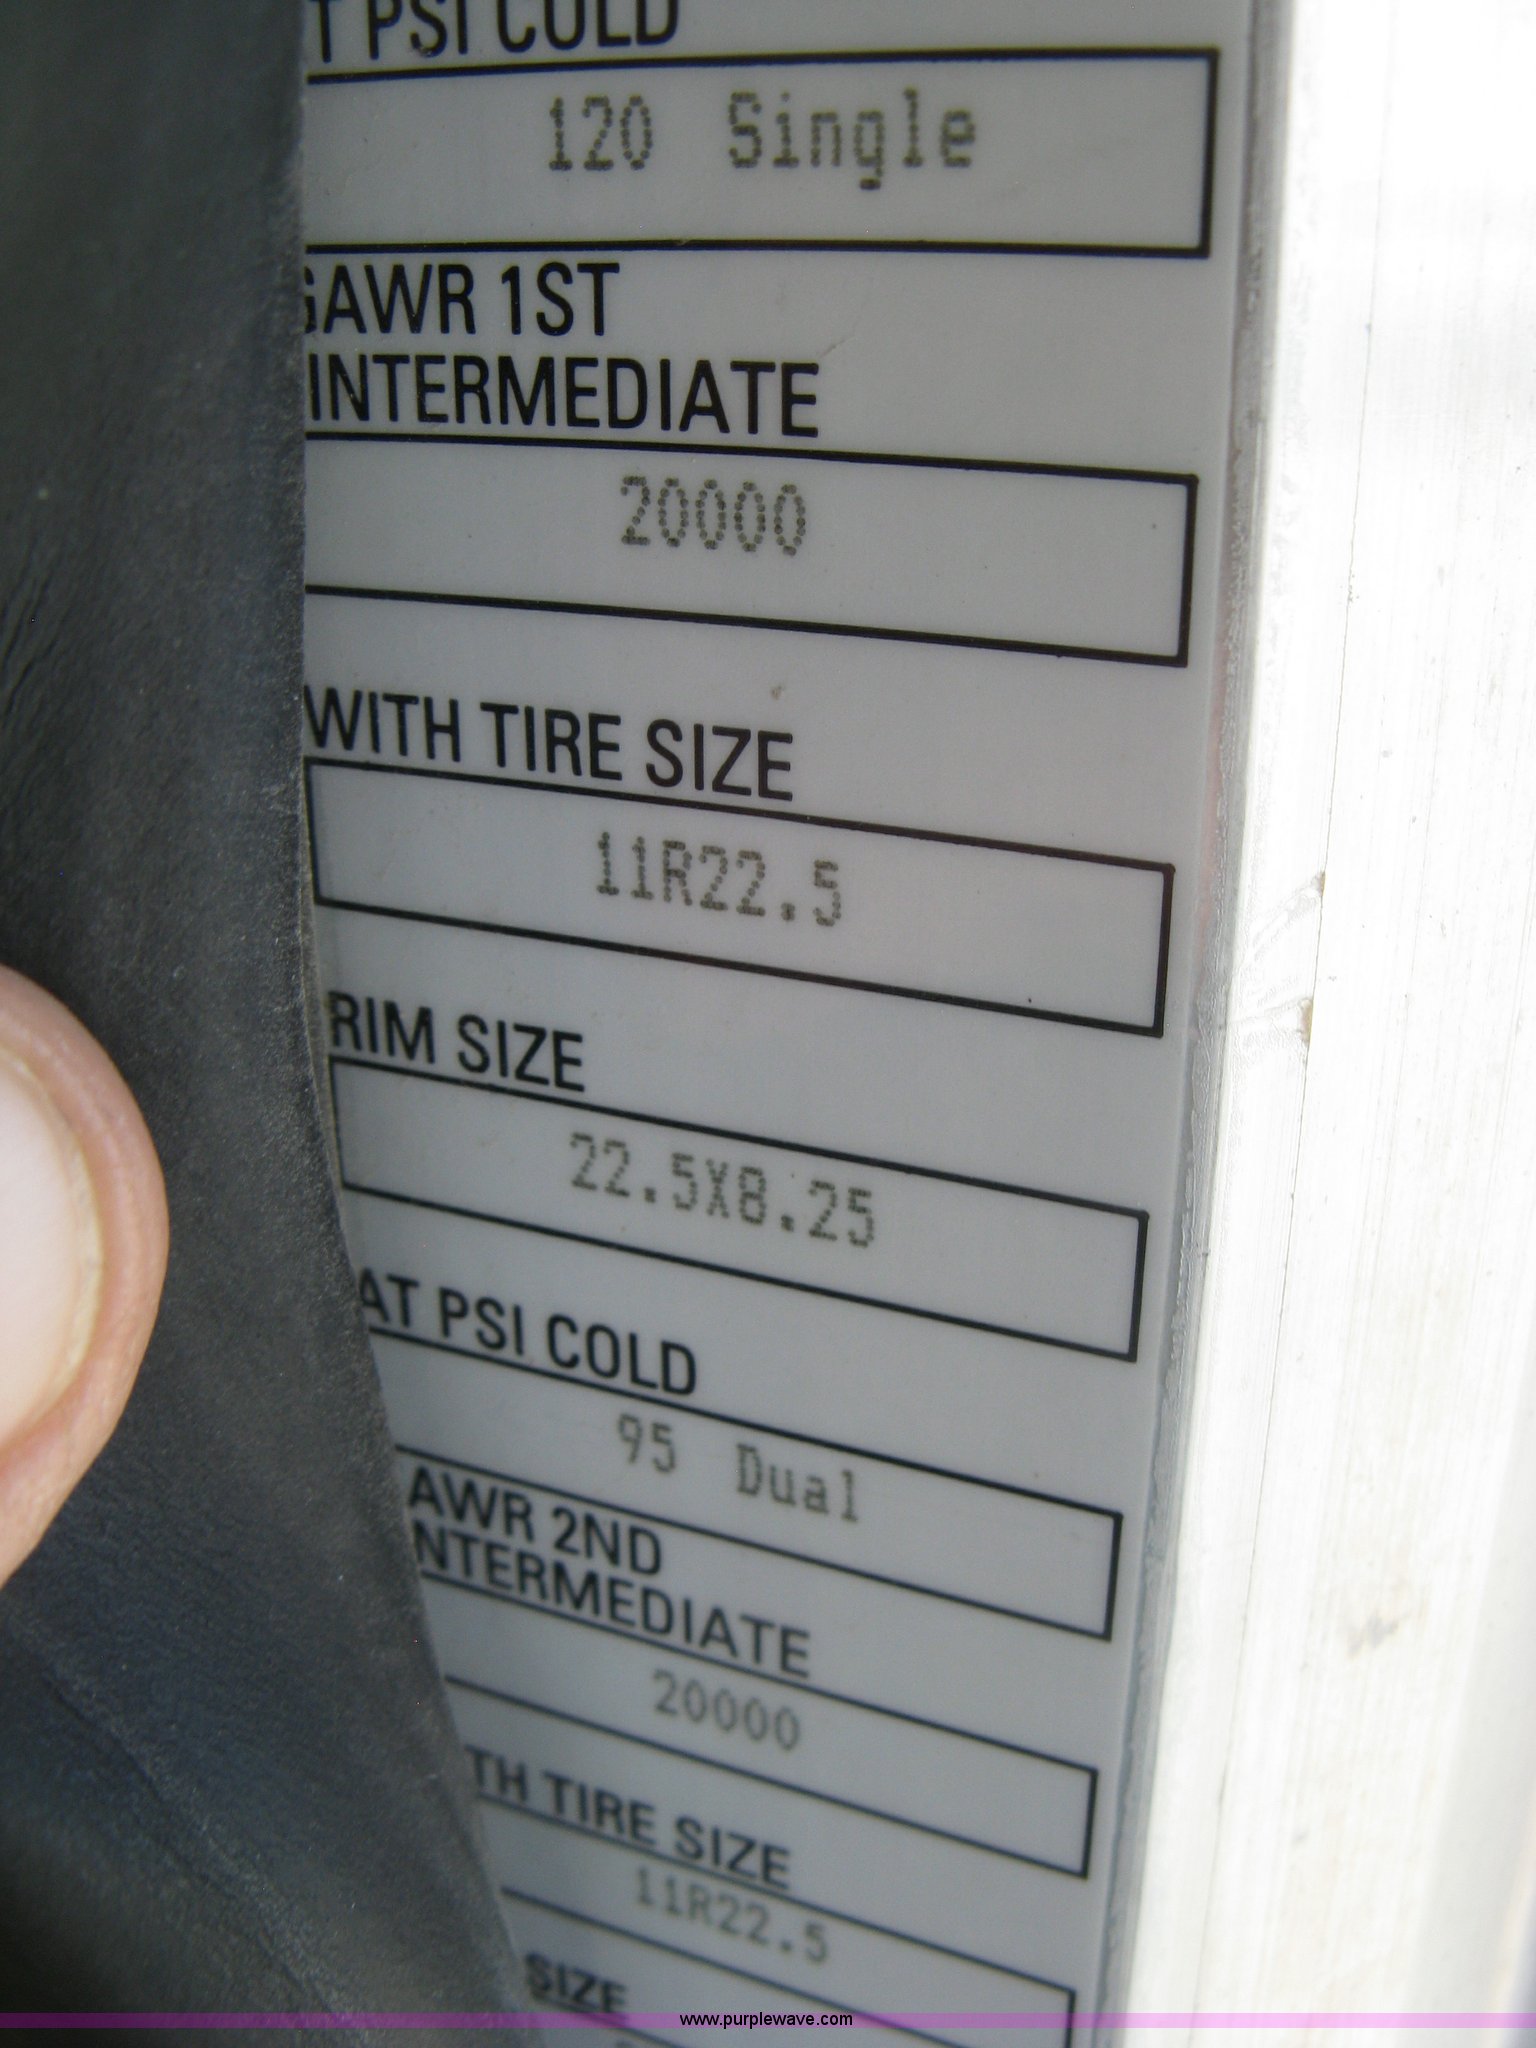 T PSI COLD
120 Single
GAWR 1ST
INTERMEDIATE
20000
WITH TIRE SIZE
11R22.5
RIM SIZE
22.5X8.25
AT PSI COLD
95 Dual
AWR 2ND
NTERMEDIATE
20000
TH TIRE SIZE
11R22.5
SIZE
www.purplewave.com